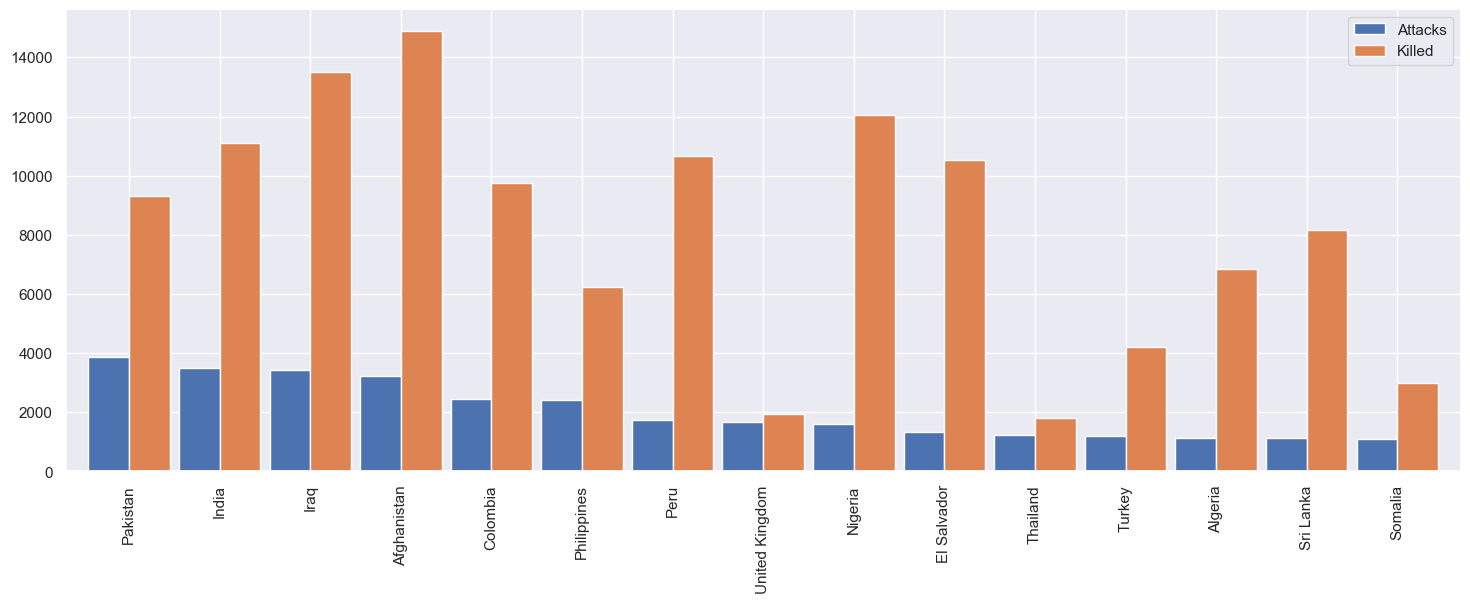 Attacks
Killed
14000
12000
10000
8000
6000
4000
2000
0
Pakistan
India
Iraq
Afghanistan
Colombia
Philippines
Peru
United Kingdom
Nigeria
El Salvador
Thailand
Turkey
Algeria
Sri Lanka
Somalia